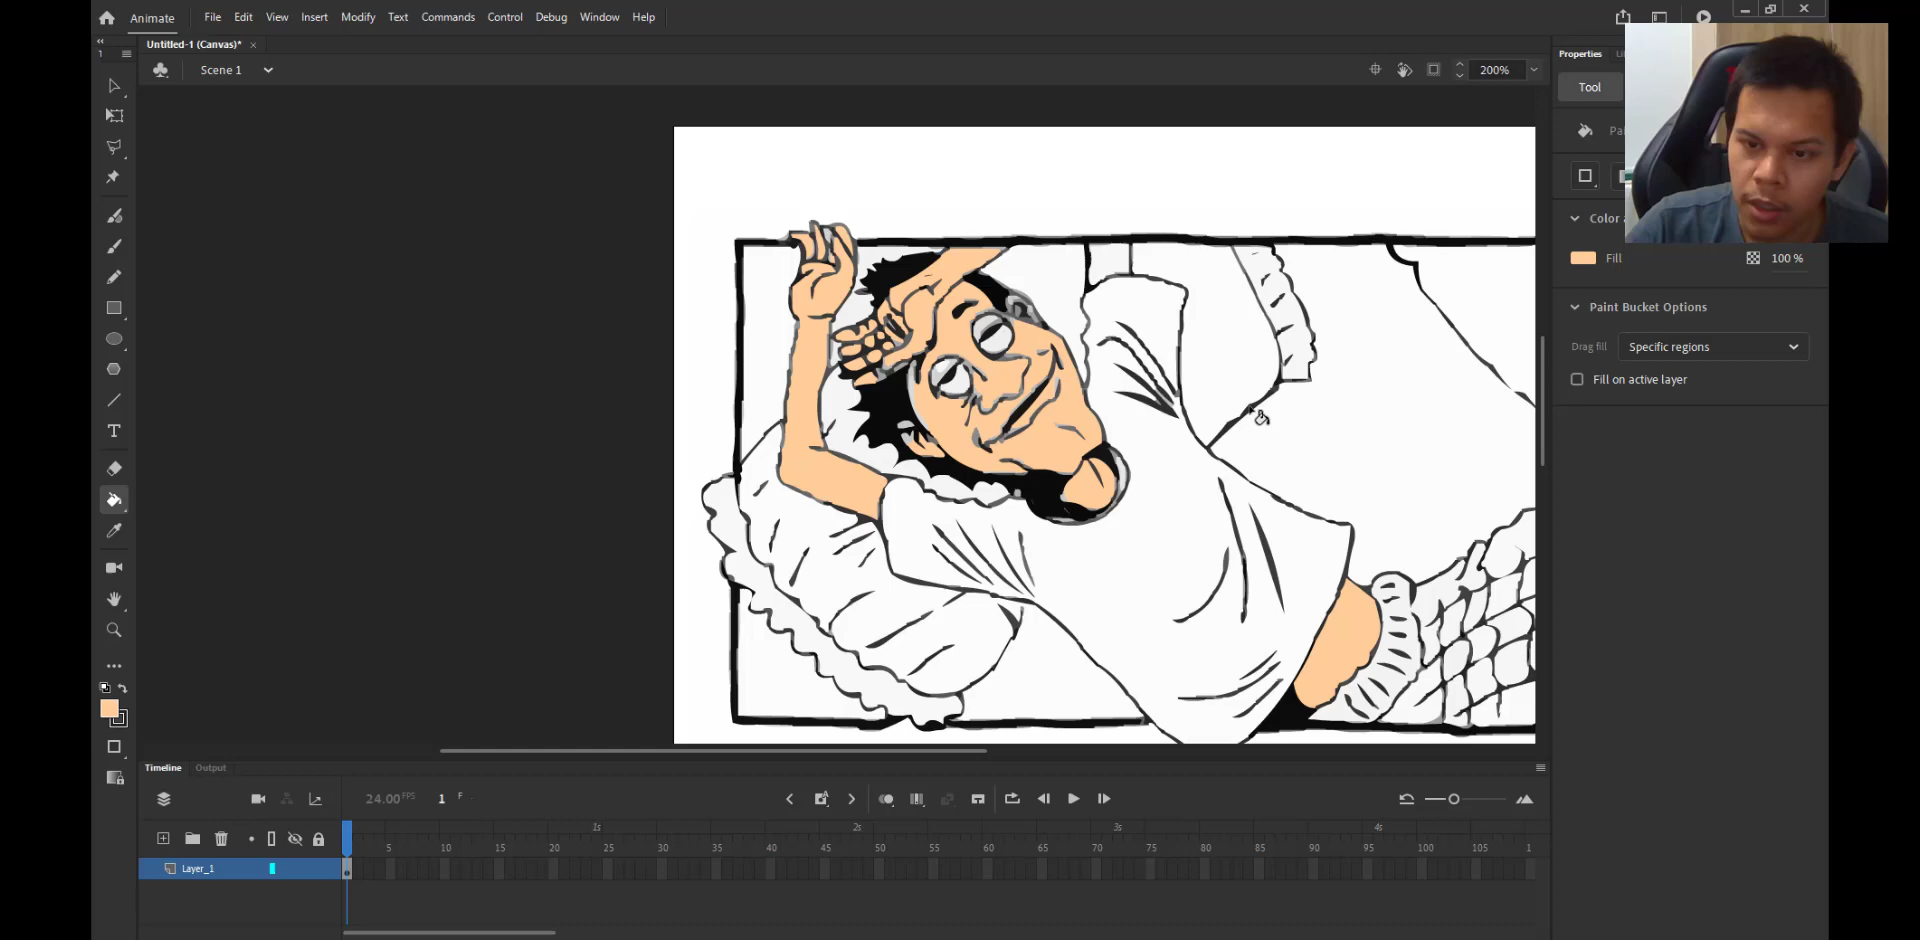 Animate File Edit View Insert Modify Text Commands Control Debug Window Help
1 Untitled-1 (Canvas)*
Properties
Scene 1 200%
Tool
Color
Fill 100 %
Paint Bucket Options
Drag fill Specific regions
Fill on active layer
Timeline Output
24.00 FPS 1 F
1s 2s 3s 4s
5 10 15 20 25 30 35 40 45 50 55 60 65 70 75 80 85 90 95 100 105 1
Layer_1